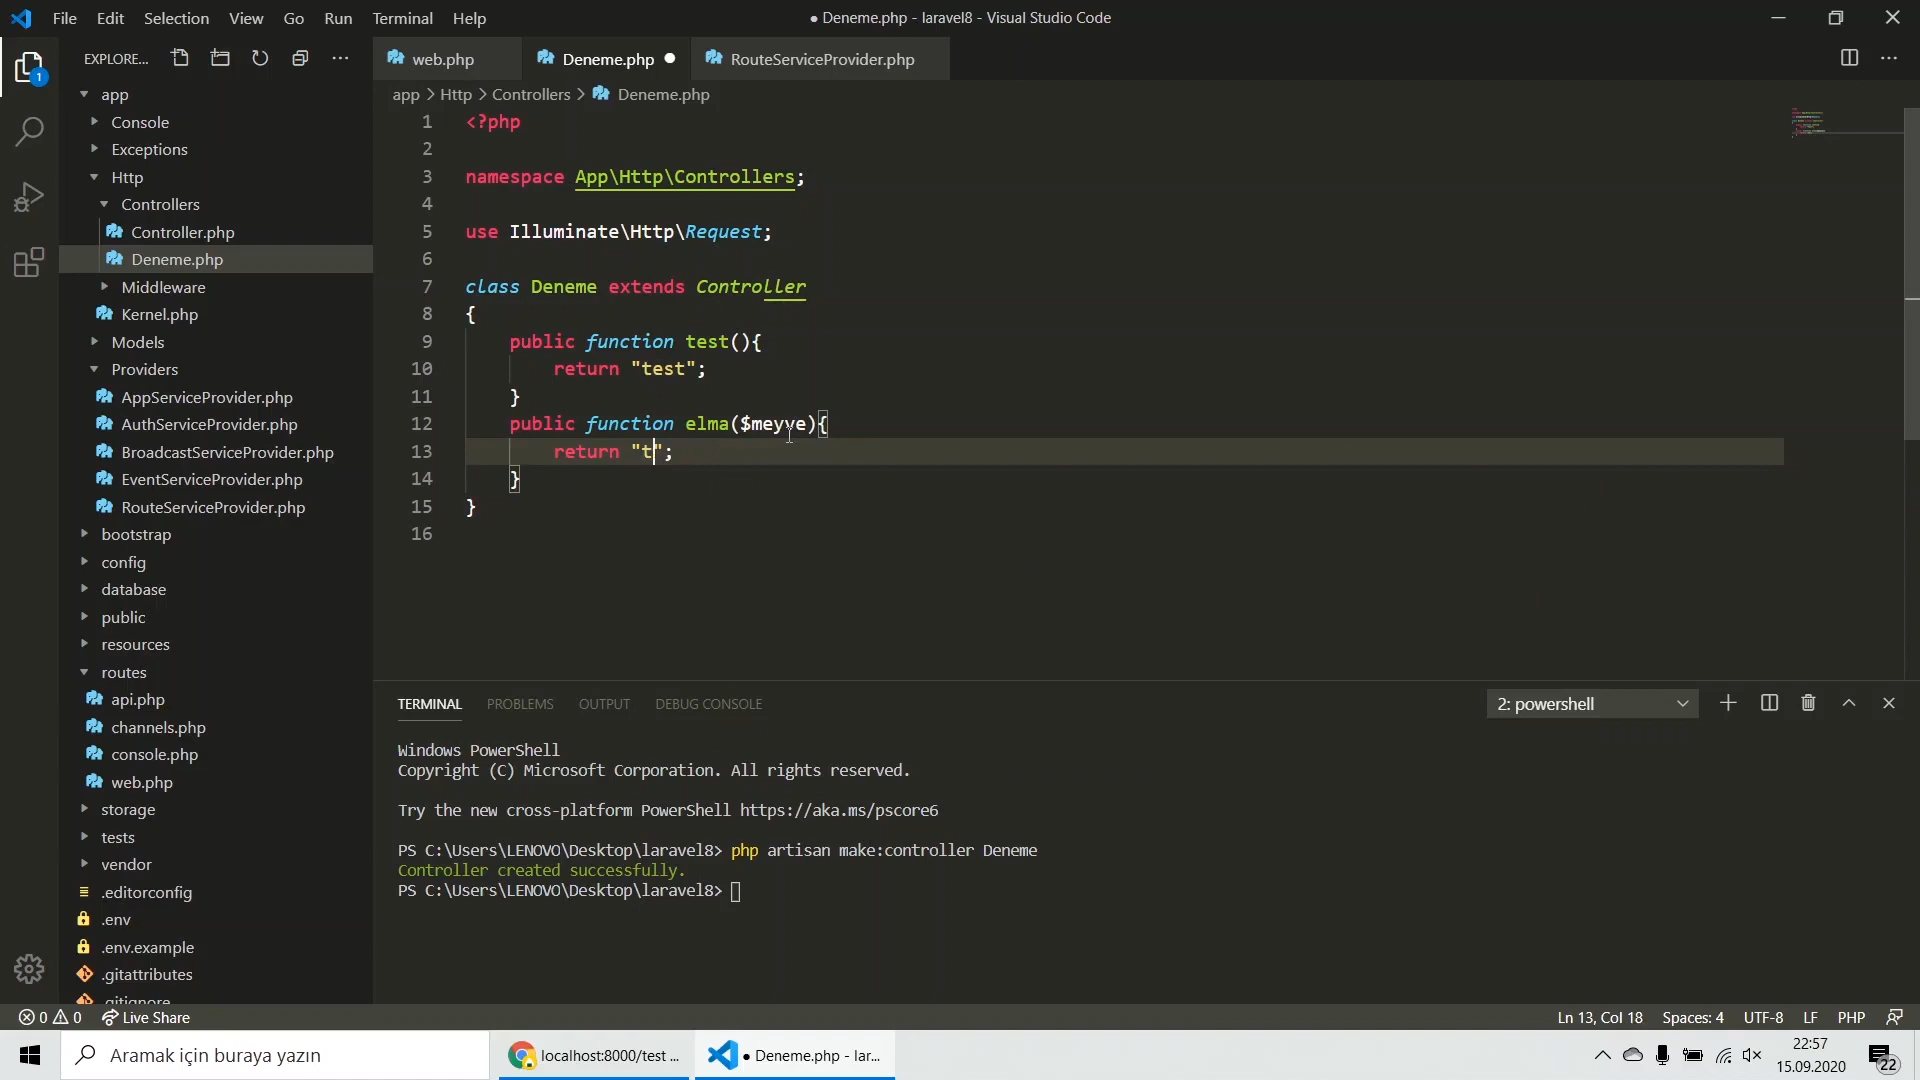 File Edit Selection View Go Run Terminal Help
● Deneme.php - laravel8 - Visual Studio Code
EXPLORE...
1
web.php
Deneme.php
RouteServiceProvider.php
app > Http > Controllers > Deneme.php
app
Console
Exceptions
Http
Controllers
Controller.php
Deneme.php
Middleware
Kernel.php
Models
Providers
AppServiceProvider.php
AuthServiceProvider.php
BroadcastServiceProvider.php
EventServiceProvider.php
RouteServiceProvider.php
bootstrap
config
database
public
resources
routes
api.php
channels.php
console.php
web.php
storage
tests
vendor
.editorconfig
.env
.env.example
.gitattributes
.gitignore
1 <?php
2
3 namespace App\Http\Controllers;
4
5 use Illuminate\Http\Request;
6
7 class Deneme extends Controller
8 {
9 public function test(){
10 return "test";
11 }
12 public function elma($meyve){
13 return "t";
14 }
15 }
16
TERMINAL PROBLEMS OUTPUT DEBUG CONSOLE
2: powershell
Windows PowerShell
Copyright (C) Microsoft Corporation. All rights reserved.
Try the new cross-platform PowerShell https://aka.ms/pscore6
PS C:\Users\LENOVO\Desktop\laravel8> php artisan make:controller Deneme
Controller created successfully.
PS C:\Users\LENOVO\Desktop\laravel8>
0 0 Live Share
Ln 13, Col 18 Spaces: 4 UTF-8 LF PHP
Aramak için buraya yazın
localhost:8000/test ...
● Deneme.php - lar...
22:57
15.09.2020
22